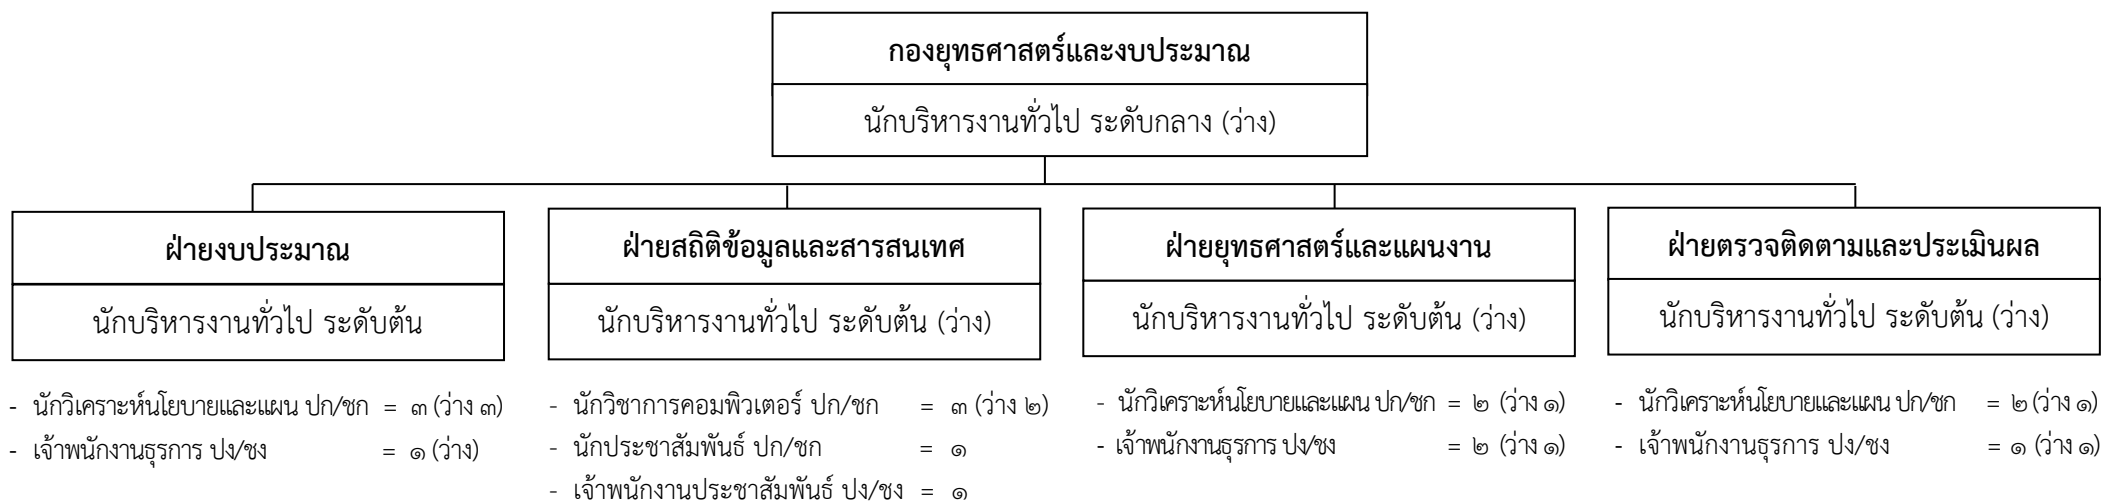 กองยุทธศาสตร์และงบประมาณ
นักบริหารงานทั่วไป ระดับกลาง (ว่าง)
ฝ่ายงบประมาณ
นักบริหารงานทั่วไป ระดับต้น
- นักวิเคราะห์นโยบายและแผน ปก/ชก = ๓ (ว่าง ๓)
- เจ้าพนักงานธุรการ ปง/ชง = ๑ (ว่าง)
ฝ่ายสถิติข้อมูลและสารสนเทศ
นักบริหารงานทั่วไป ระดับต้น (ว่าง)
- นักวิชาการคอมพิวเตอร์ ปก/ชก = ๓ (ว่าง ๒)
- นักประชาสัมพันธ์ ปก/ชก = ๑
- เจ้าพนักงานประชาสัมพันธ์ ปง/ชง = ๑
ฝ่ายยุทธศาสตร์และแผนงาน
นักบริหารงานทั่วไป ระดับต้น (ว่าง)
- นักวิเคราะห์นโยบายและแผน ปก/ชก = ๒ (ว่าง ๑)
- เจ้าพนักงานธุรการ ปง/ชง = ๒ (ว่าง ๑)
ฝ่ายตรวจติดตามและประเมินผล
นักบริหารงานทั่วไป ระดับต้น (ว่าง)
- นักวิเคราะห์นโยบายและแผน ปก/ชก = ๒ (ว่าง ๑)
- เจ้าพนักงานธุรการ ปง/ชง = ๑ (ว่าง ๑)